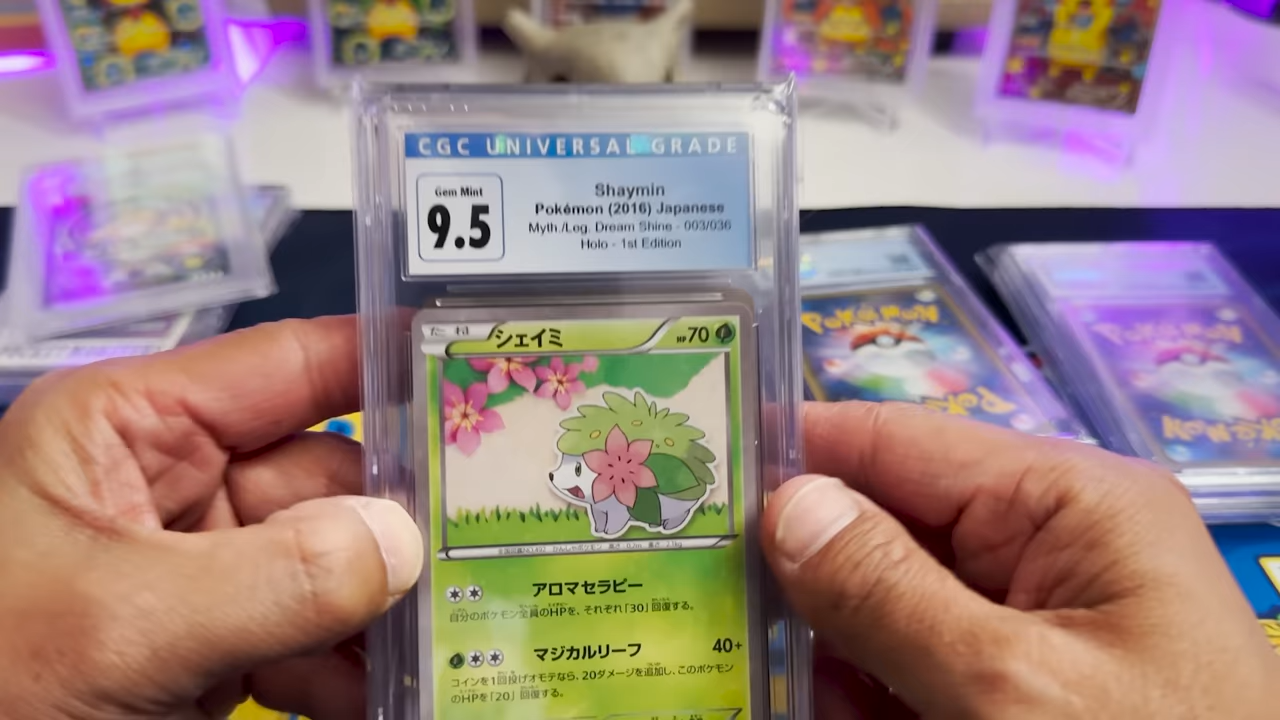 CGC UNIVERSAL GRADE
Gem Mint
9.5
Shaymin
Pokémon (2016) Japanese
Myth./Leg. Dream Shine - 003/036
Holo - 1st Edition
シェイミ
HP70
アロマセラピー
自分のポケモン全員のHPを、それぞれ「30」回復する。
マジカルリーフ 40+
コインを1回投げオモテなら、20ダメージを追加し、このポケモン
のHPを「20」回復する。